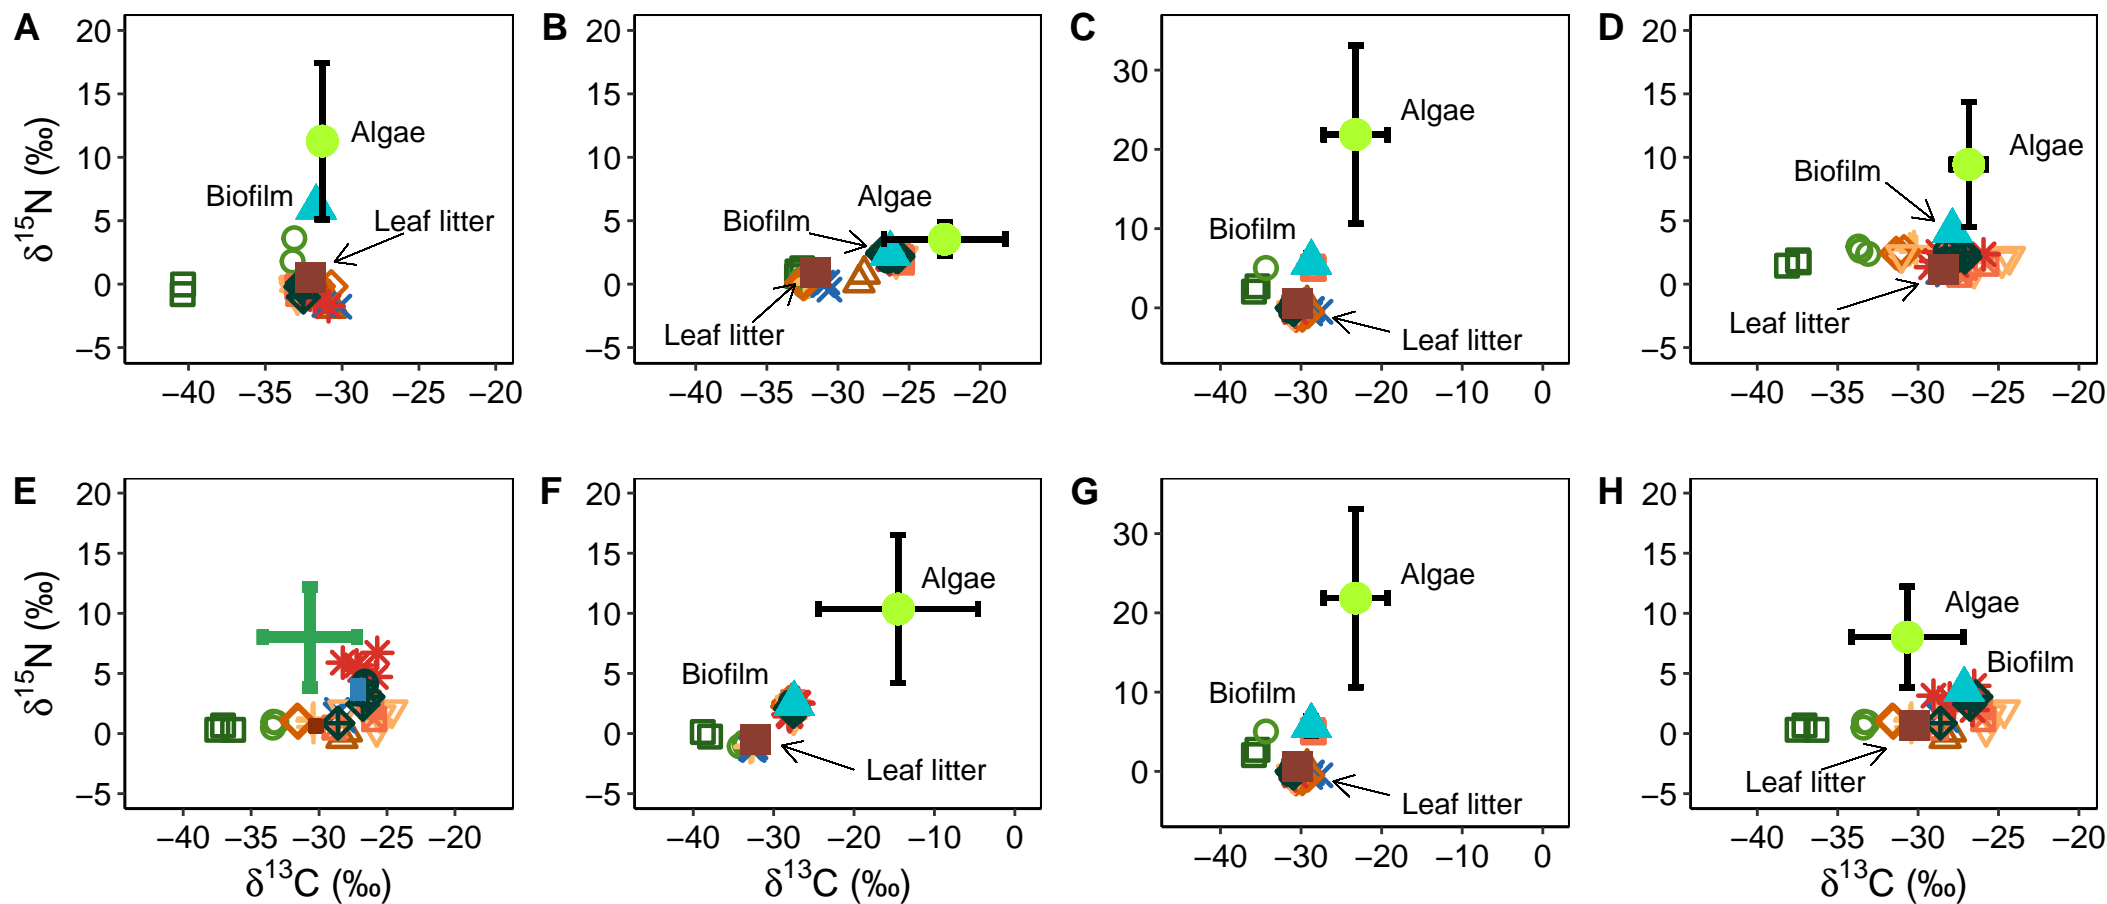 A
20
15
10
5
0
−5
δ15N (‰)
Algae
Biofilm
Leaf litter
−40 −35 −30 −25 −20
B
20
15
10
5
0
−5
Algae
Biofilm
Leaf litter
−40 −35 −30 −25 −20
C
30
20
10
0
Algae
Biofilm
Leaf litter
−40 −30 −20 −10 0
D
20
15
10
5
0
−5
Algae
Biofilm
Leaf litter
−40 −35 −30 −25 −20
E
20
15
10
5
0
−5
δ15N (‰)
−40 −35 −30 −25 −20
δ13C (‰)
F
20
15
10
5
0
−5
Algae
Biofilm
Leaf litter
−40 −30 −20 −10 0
δ13C (‰)
G
30
20
10
0
Algae
Biofilm
Leaf litter
−40 −30 −20 −10 0
H
20
15
10
5
0
−5
Algae
Biofilm
Leaf litter
−40 −35 −30 −25 −20
δ13C (‰)